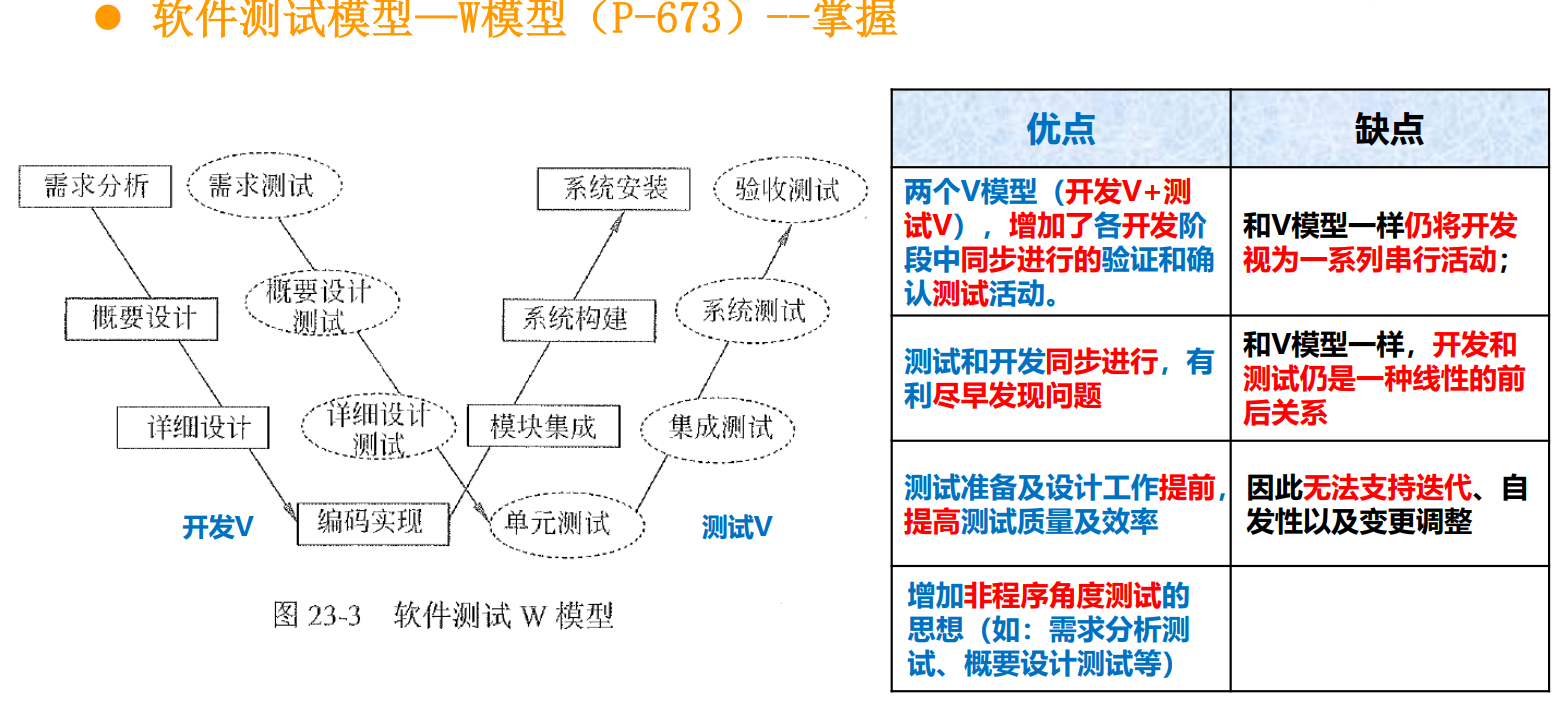 ● 软件测试模型—W模型（P-673）--掌握
需求分析
需求测试
系统安装
验收测试
概要设计
概要设计
测试
系统构建
系统测试
详细设计
详细设计
测试
模块集成
集成测试
开发V
编码实现
单元测试
测试V
图 23-3 软件测试 W 模型
优点
缺点
两个V模型（开发V+测
试V），增加了各开发阶
段中同步进行的验证和确
认测试活动。
和V模型一样仍将开发
视为一系列串行活动；
测试和开发同步进行，有
利尽早发现问题
和V模型一样，开发和
测试仍是一种线性的前
后关系
测试准备及设计工作提前，
提高测试质量及效率
因此无法支持迭代、自
发性以及变更调整
增加非程序角度测试的
思想（如：需求分析测
试、概要设计测试等）